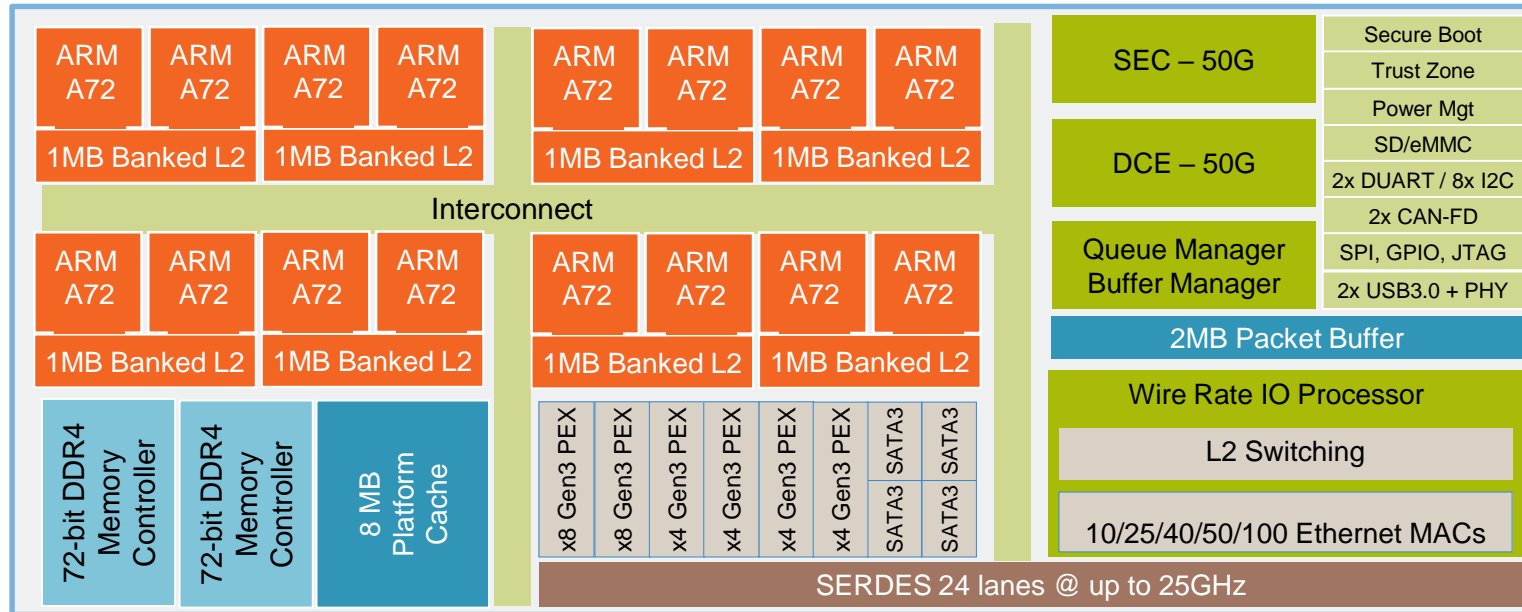 ARM
A72
ARM
A72
ARM
A72
ARM
A72
1MB Banked L2
1MB Banked L2
ARM
A72
ARM
A72
ARM
A72
ARM
A72
1MB Banked L2
1MB Banked L2
Interconnect
ARM
A72
ARM
A72
ARM
A72
ARM
A72
1MB Banked L2
1MB Banked L2
ARM
A72
ARM
A72
ARM
A72
ARM
A72
1MB Banked L2
1MB Banked L2
72-bit DDR4
Memory
Controller
72-bit DDR4
Memory
Controller
8 MB
Platform
Cache
x8 Gen3 PEX
x8 Gen3 PEX
x4 Gen3 PEX
x4 Gen3 PEX
x4 Gen3 PEX
x4 Gen3 PEX
SATA3
SATA3
SATA3
SATA3
SERDES 24 lanes @ up to 25GHz
SEC – 50G
DCE – 50G
Queue Manager
Buffer Manager
Secure Boot
Trust Zone
Power Mgt
SD/eMMC
2x DUART / 8x I2C
2x CAN-FD
SPI, GPIO, JTAG
2x USB3.0 + PHY
2MB Packet Buffer
Wire Rate IO Processor
L2 Switching
10/25/40/50/100 Ethernet MACs